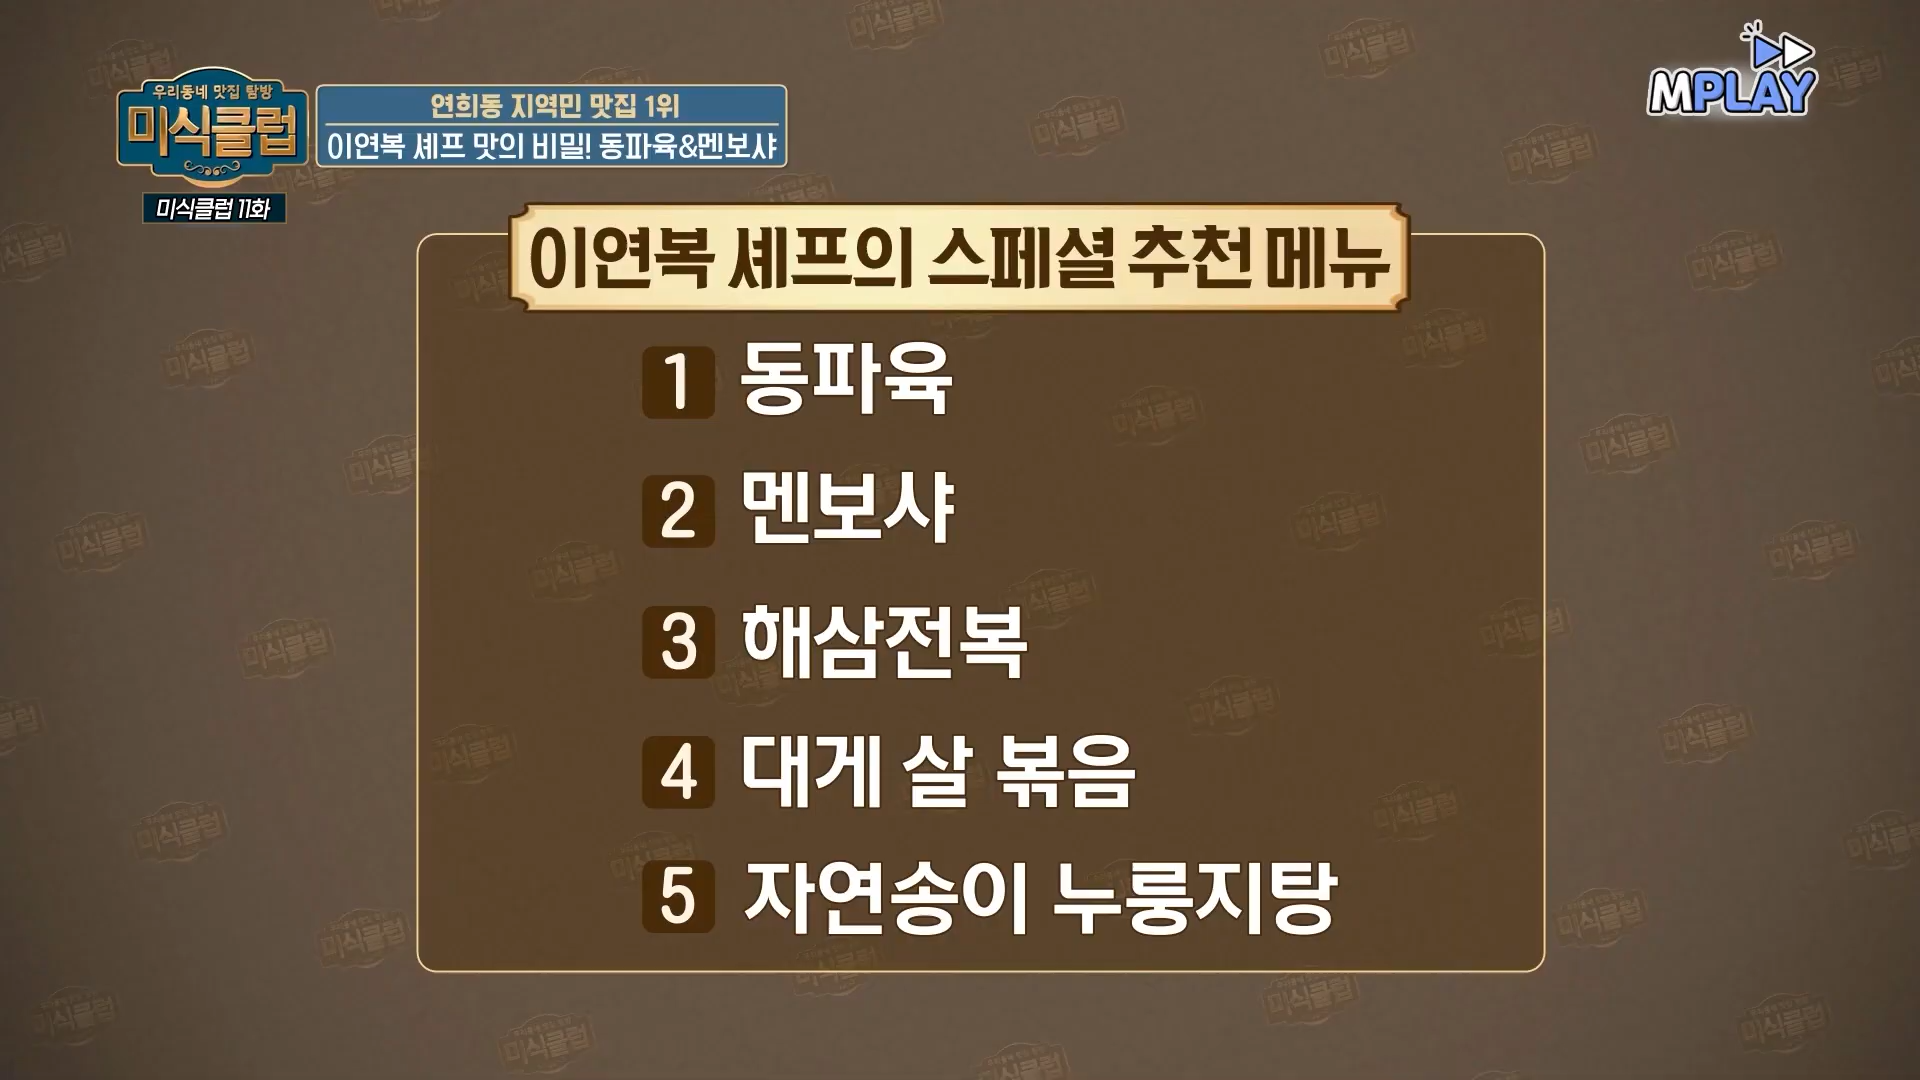 우리동네 맛집 탐방
미식클럽
미식클럽 11화
연희동 지역민 맛집 1위
이연복 셰프 맛의 비밀! 동파육&멘보샤
MPLAY
이연복 셰프의 스페셜 추천 메뉴
1 동파육
2 멘보샤
3 해삼전복
4 대게 살 볶음
5 자연송이 누룽지탕